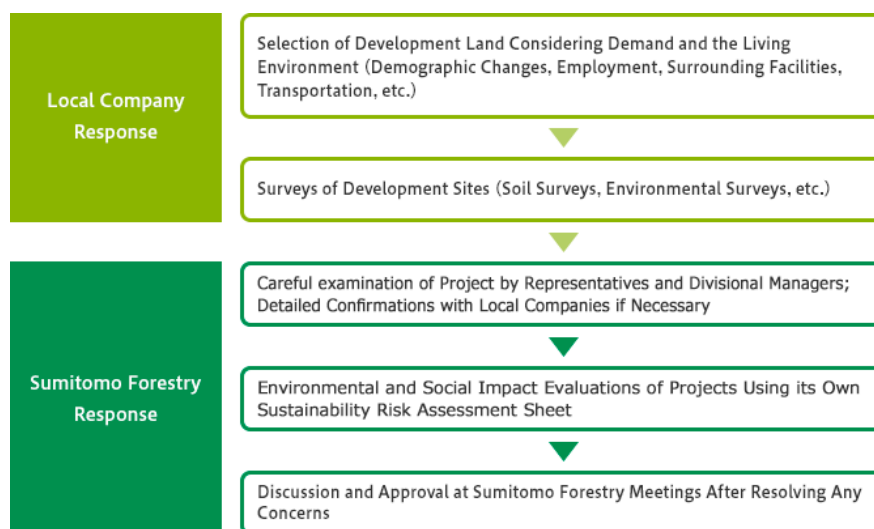 Local Company
Response
Selection of Development Land Considering Demand and the Living
Environment (Demographic Changes, Employment, Surrounding Facilities,
Transportation, etc.)
Surveys of Development Sites (Soil Surveys, Environmental Surveys, etc.)
Sumitomo Forestry
Response
Careful examination of Project by Representatives and Divisional Managers;
Detailed Confirmations with Local Companies if Necessary
Environmental and Social Impact Evaluations of Projects Using its Own
Sustainability Risk Assessment Sheet
Discussion and Approval at Sumitomo Forestry Meetings After Resolving Any
Concerns